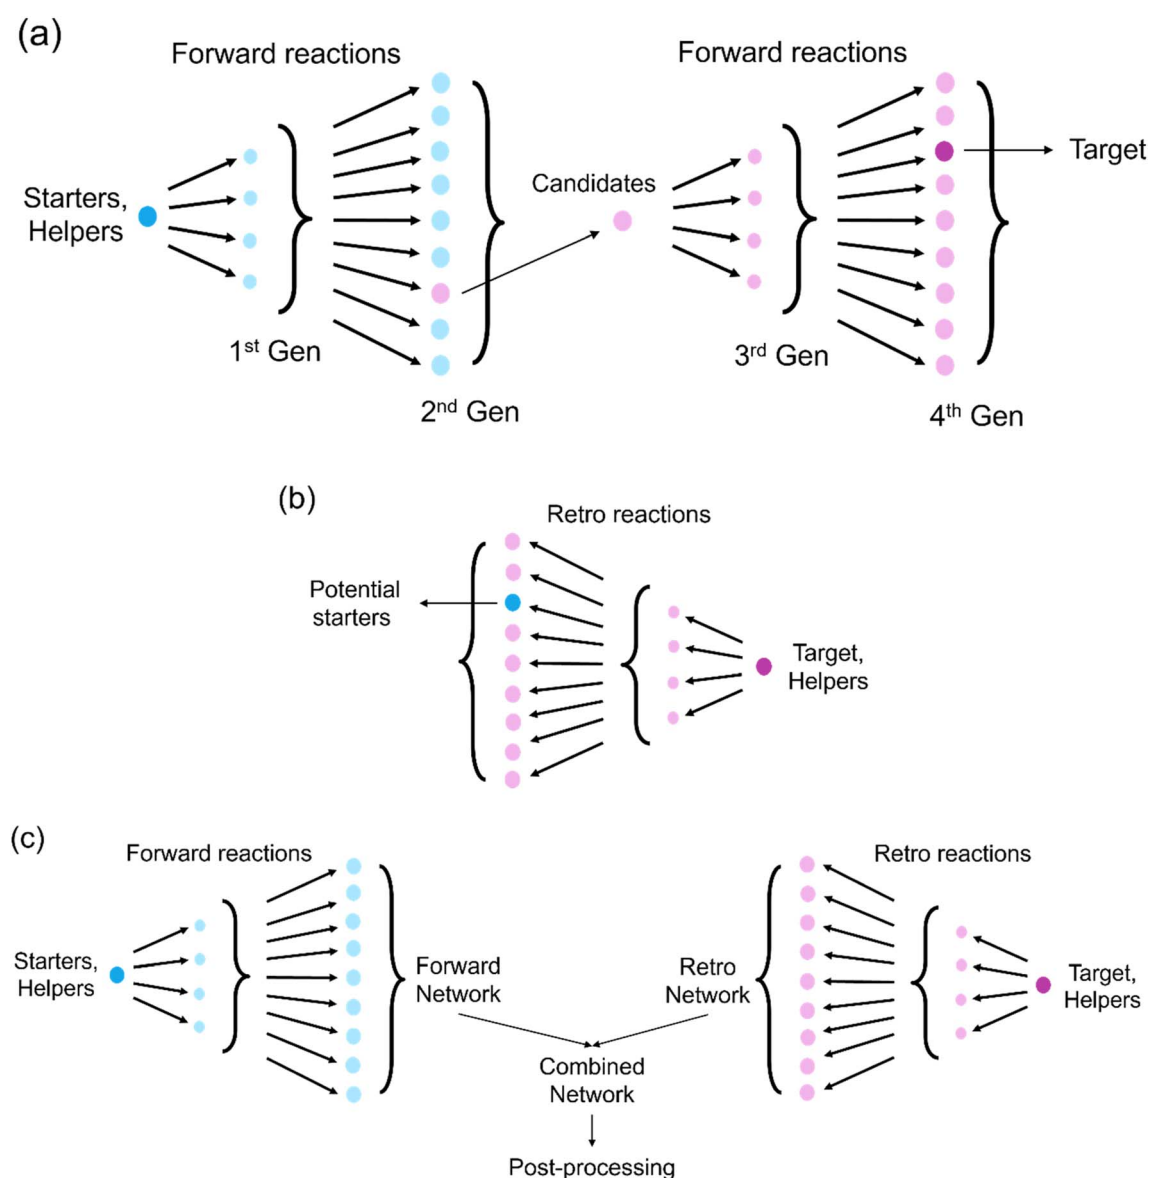 (a)
Forward reactions
Forward reactions
Starters,
Helpers
Candidates
Target
1st Gen
2nd Gen
3rd Gen
4th Gen
(b)
Retro reactions
Potential
starters
Target,
Helpers
(c)
Forward reactions
Retro reactions
Starters,
Helpers
Forward
Network
Retro
Network
Target,
Helpers
Combined
Network
Post-processing